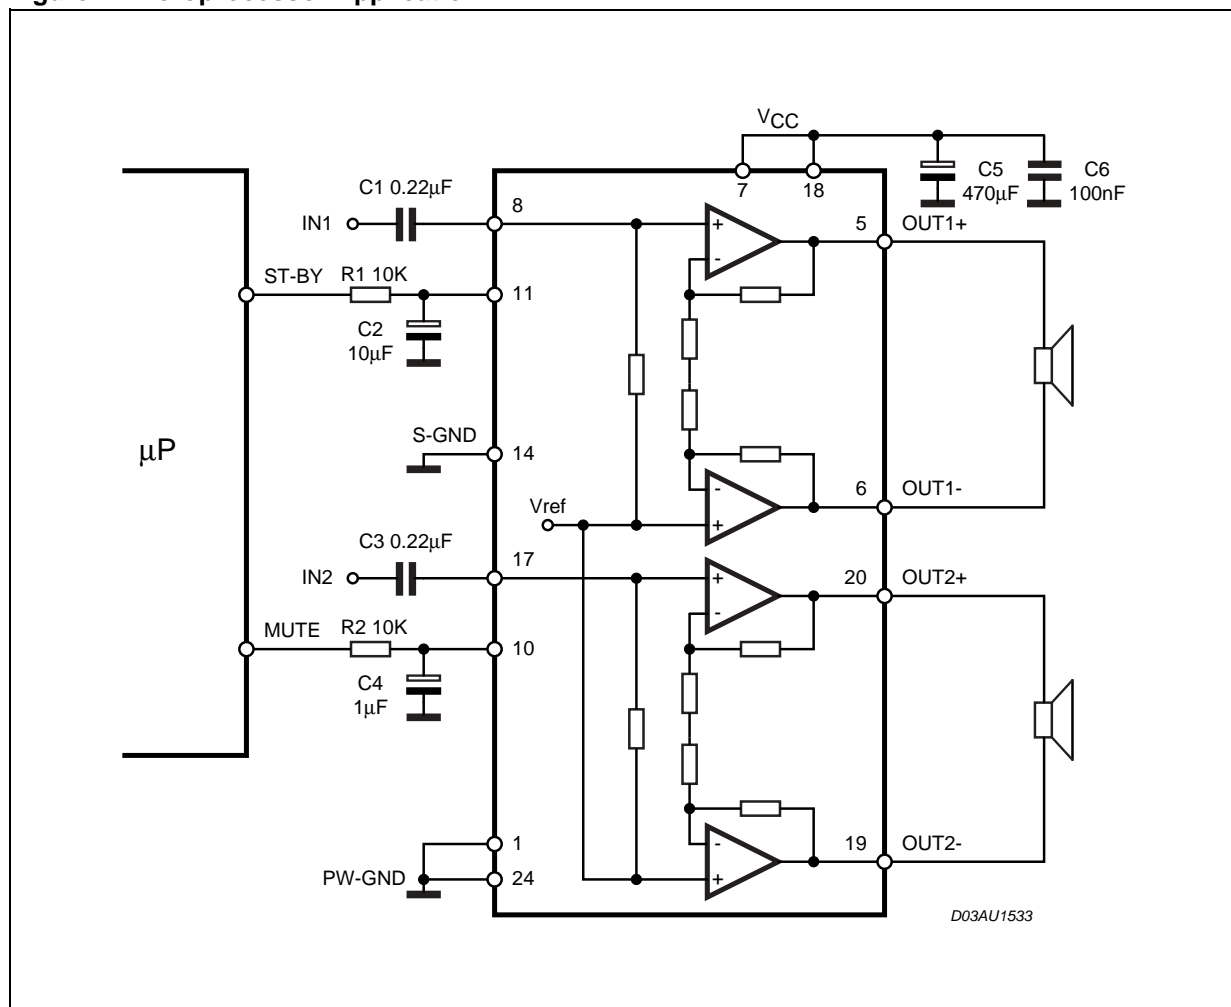 VCC
7
18
C5
470µF
C6
100nF
C1 0.22µF
IN1
8
5
OUT1+
+
-
ST-BY
R1 10K
11
C2
10µF
µP
S-GND
14
Vref
-
+
6
OUT1-
C3 0.22µF
IN2
17
+
-
20
OUT2+
MUTE
R2 10K
10
C4
1µF
1
PW-GND
24
-
+
19
OUT2-
D03AU1533